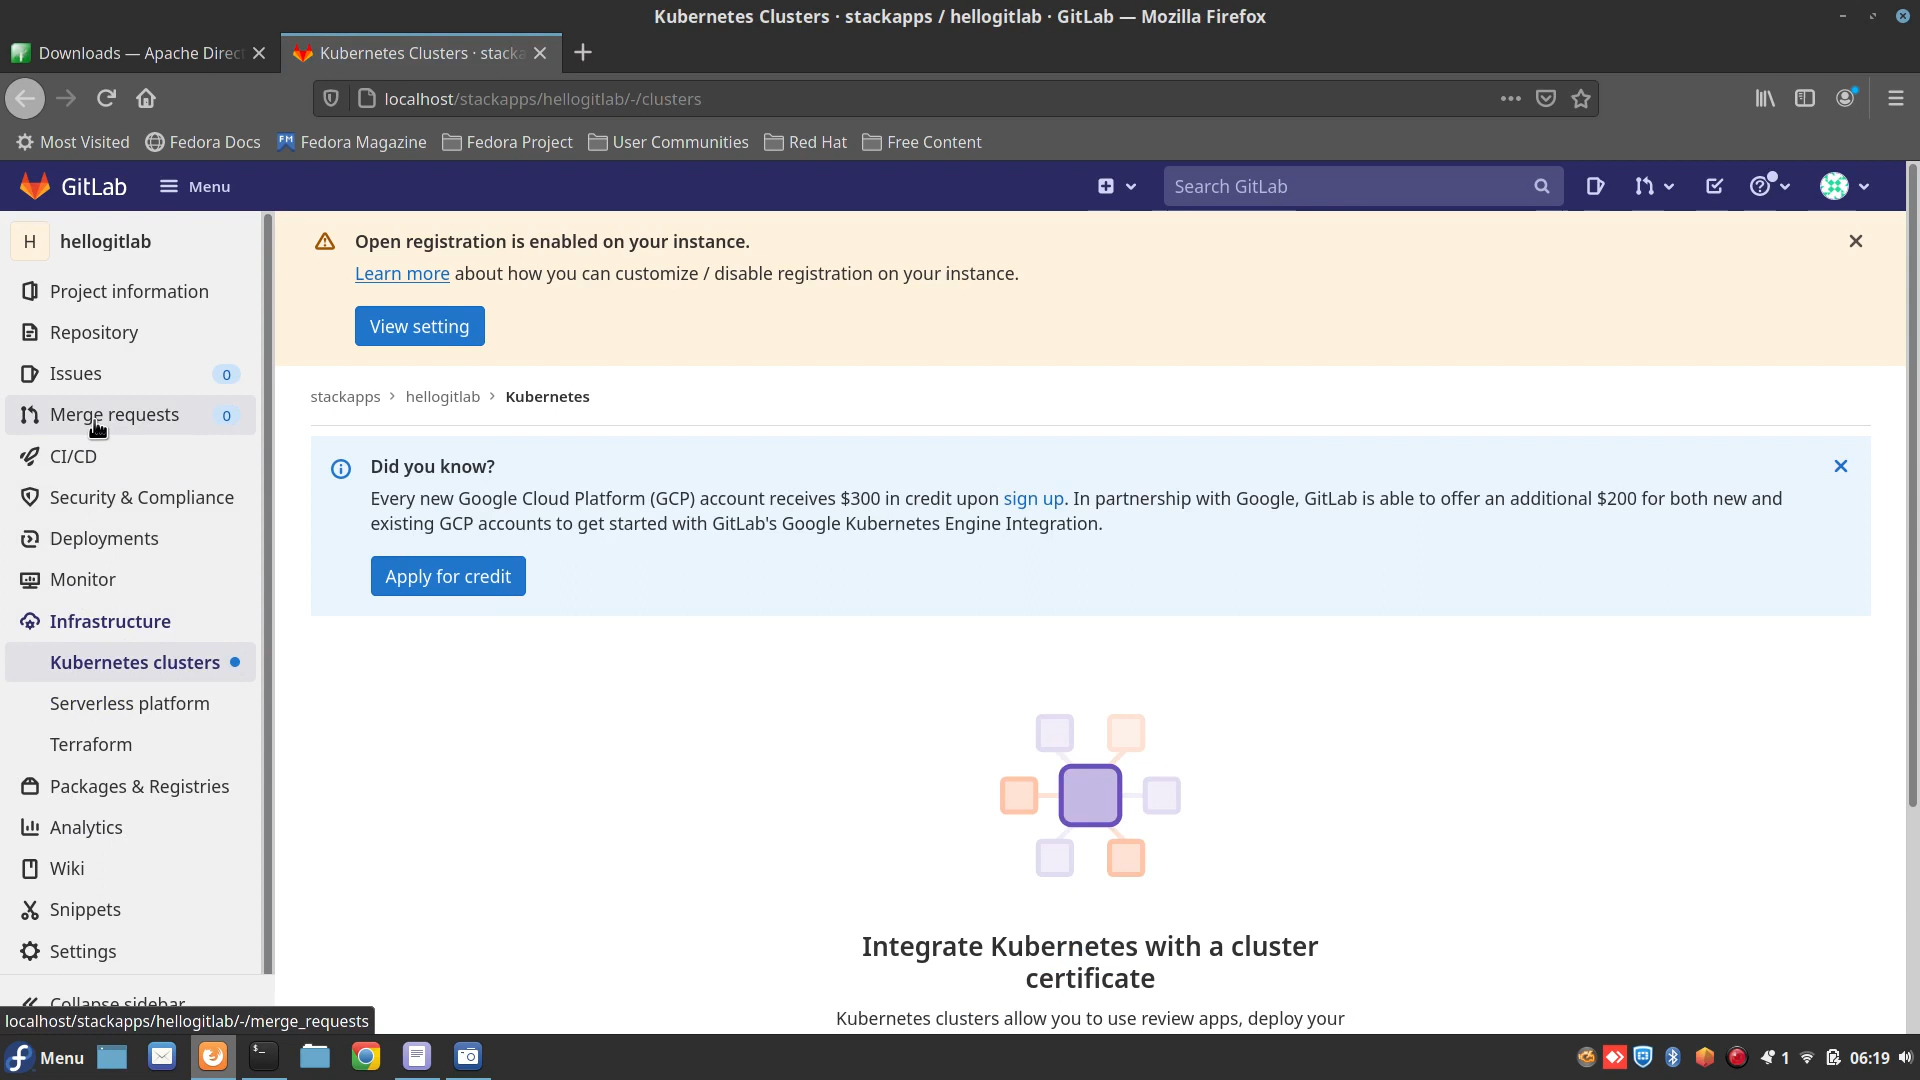 Kubernetes Clusters · stackapps / hellogitlab · GitLab — Mozilla Firefox
Downloads — Apache Direc
Kubernetes Clusters · stacka
localhost/stackapps/hellogitlab/-/clusters
Most Visited
Fedora Docs
FM
Fedora Magazine
Fedora Project
User Communities
Red Hat
Free Content
GitLab
Menu
Search GitLab
H
hellogitlab
Project information
Repository
Issues 0
Merge requests 0
CI/CD
Security & Compliance
Deployments
Monitor
Infrastructure
Kubernetes clusters
Serverless platform
Terraform
Packages & Registries
Analytics
Wiki
Snippets
Settings
Collapse sidebar
localhost/stackapps/hellogitlab/-/merge_requests
Open registration is enabled on your instance.
Learn more about how you can customize / disable registration on your instance.
View setting
stackapps › hellogitlab › Kubernetes
Did you know?
Every new Google Cloud Platform (GCP) account receives $300 in credit upon sign up. In partnership with Google, GitLab is able to offer an additional $200 for both new and
existing GCP accounts to get started with GitLab's Google Kubernetes Engine Integration.
Apply for credit
Integrate Kubernetes with a cluster
certificate
Kubernetes clusters allow you to use review apps, deploy your
Menu
1
06:19